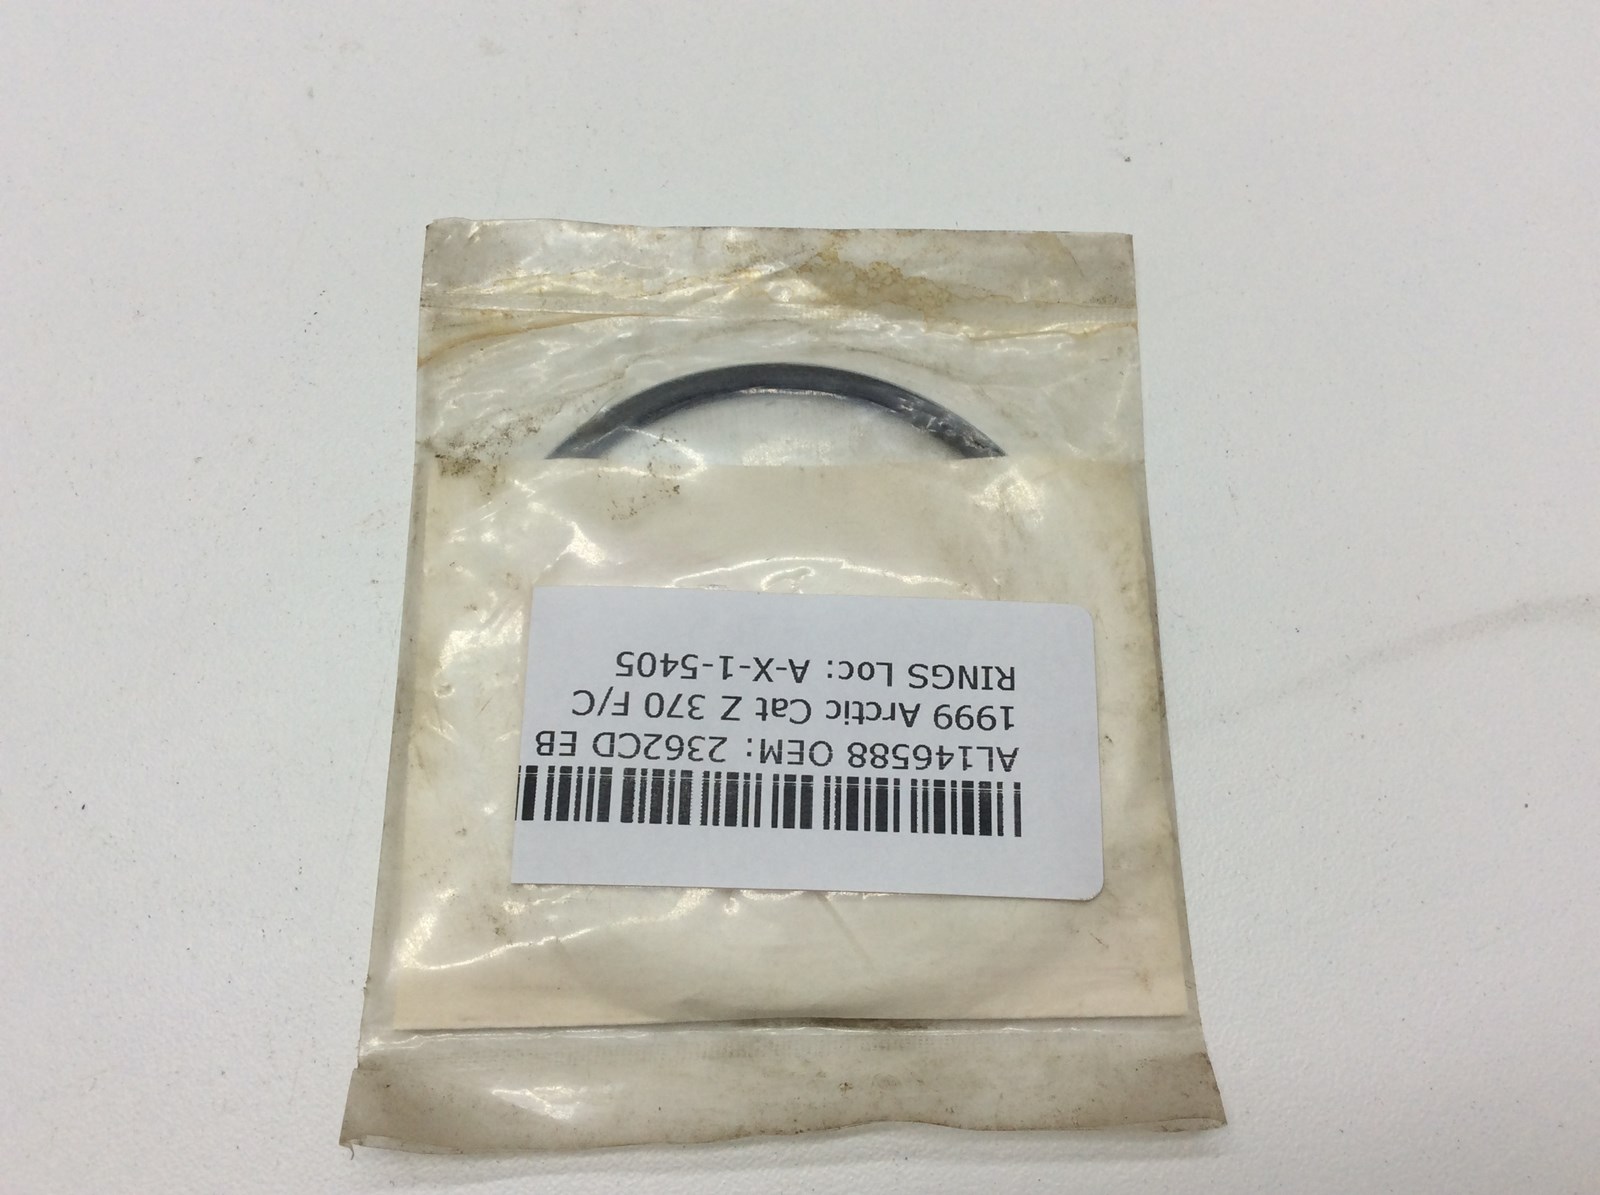 AL146588 OEM: 2362CD EB
1999 Arctic Cat Z 370 F/C
RINGS Loc: A-X-1-5405